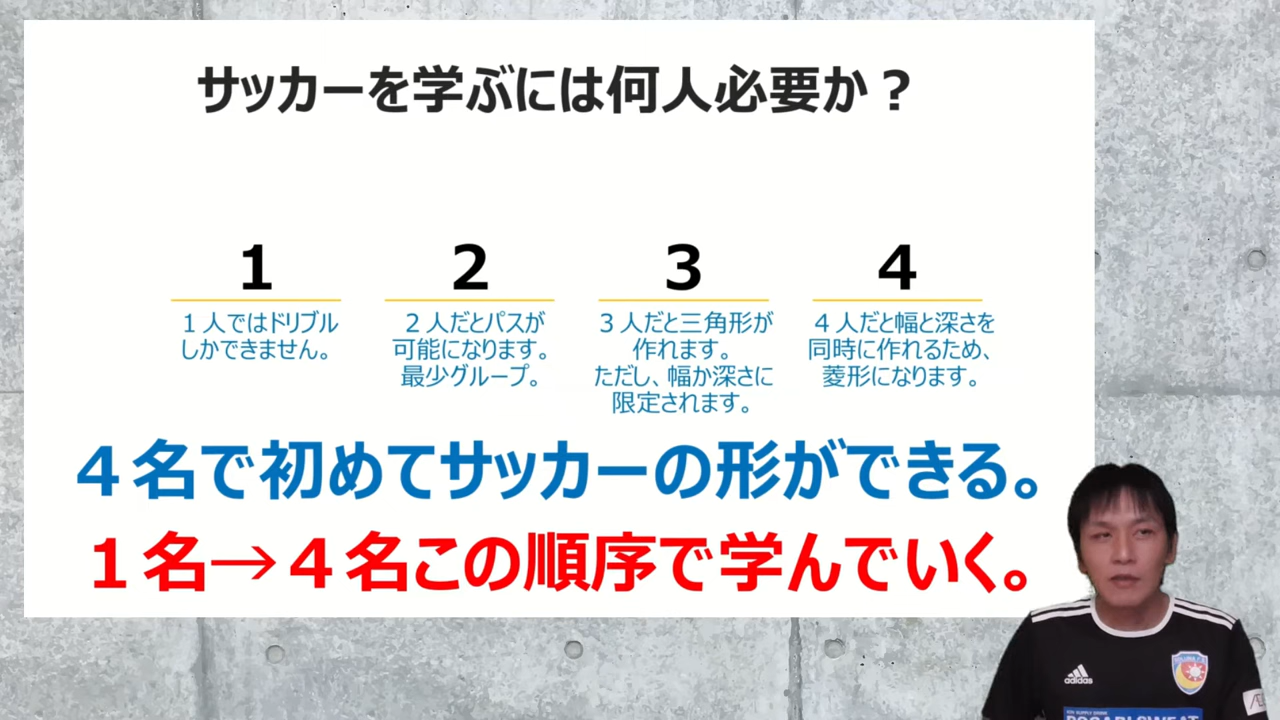 サッカーを学ぶには何人必要か？
1
１人ではドリブル
しかできません。
2
２人だとパスが
可能になります。
最少グループ。
3
３人だと三角形が
作れます。
ただし、幅か深さに
限定されます。
4
４人だと幅と深さを
同時に作れるため、
菱形になります。
４名で初めてサッカーの形ができる。
１名→４名この順序で学んでいく。
adidas
POCARI SWEAT